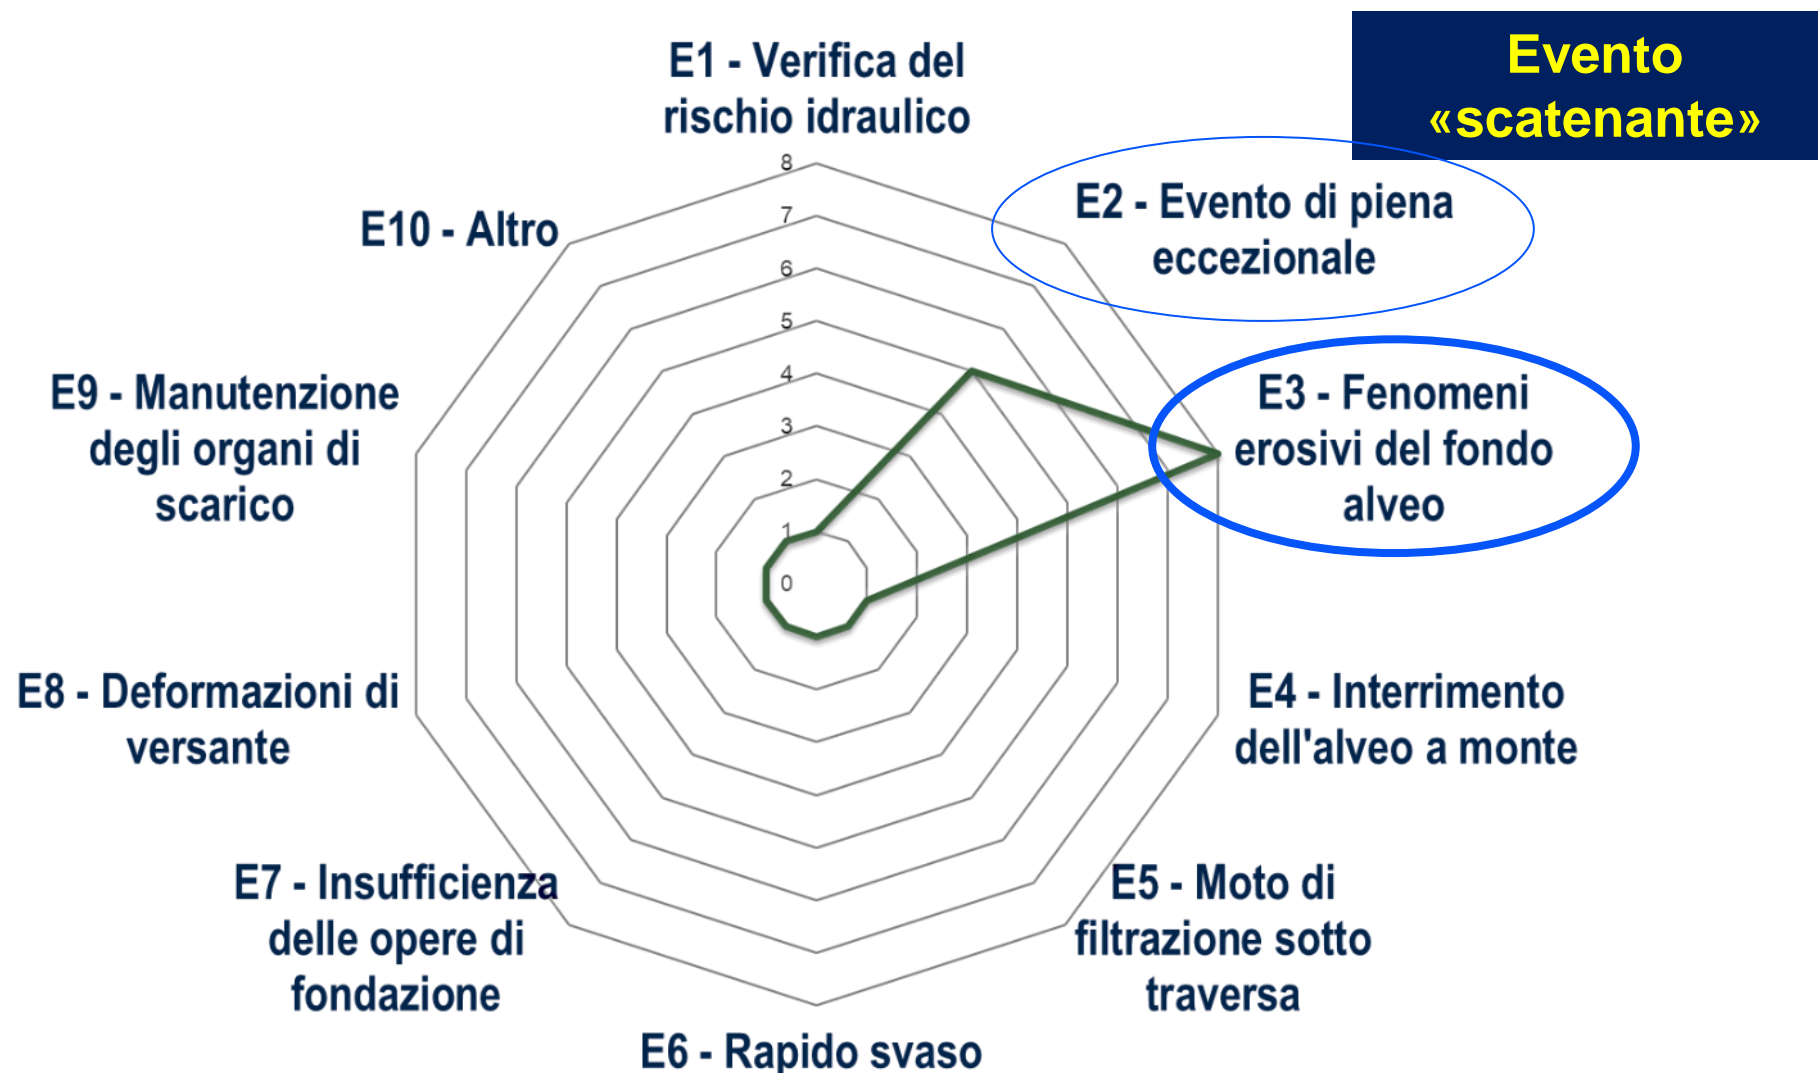 Evento
«scatenante»
E1 - Verifica del
rischio idraulico
E2 - Evento di piena
eccezionale
E3 - Fenomeni
erosivi del fondo
alveo
E4 - Interrimento
dell'alveo a monte
E5 - Moto di
filtrazione sotto
traversa
E6 - Rapido svaso
E7 - Insufficienza
delle opere di
fondazione
E8 - Deformazioni di
versante
E9 - Manutenzione
degli organi di
scarico
E10 - Altro
8
7
6
5
4
3
2
1
0